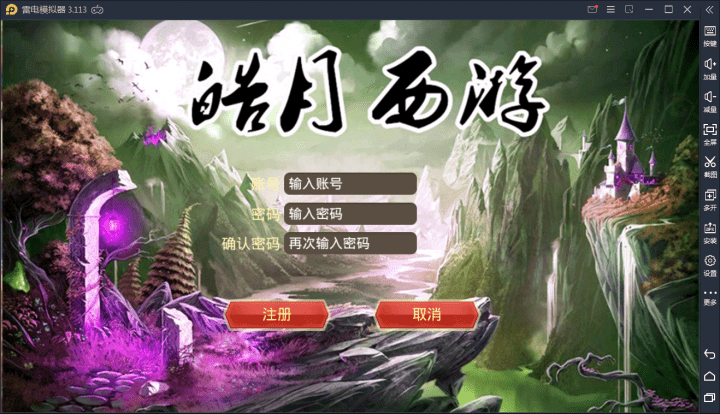 雷电模拟器 3.113
皓月西游
账号 输入账号
密码 输入密码
确认密码 再次输入密码
注册 取消
按键
加量
减量
全屏
截图
多开
安装
设置
更多